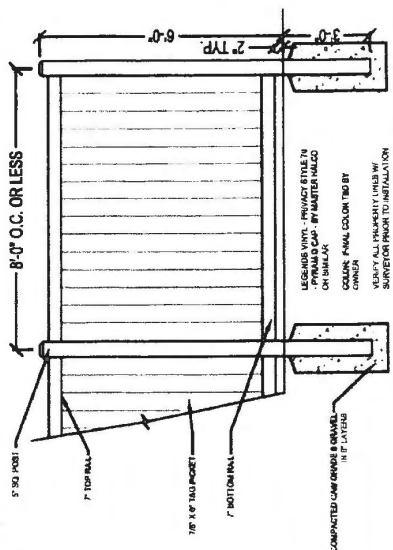 8'-0" O.C. OR LESS
6'-0"
2" TYP
3'-0"
5" SQ. POST
7" TOP RAIL
7/8" X 6" T&G PICKET
7" BOTTOM RAIL
COMPACTED CAW GRADE 8 GRAVEL
IN 6" LAYERS
LEGENDS VINYL - PRIVACY STYLE
- PYRAMID CAP - BY MASTER HALCO
OR SIMILAR
COLOR: FINAL COLOR TBD BY
OWNER
VERIFY ALL PROPERTY LINES W/
SURVEYOR PRIOR TO INSTALLATION